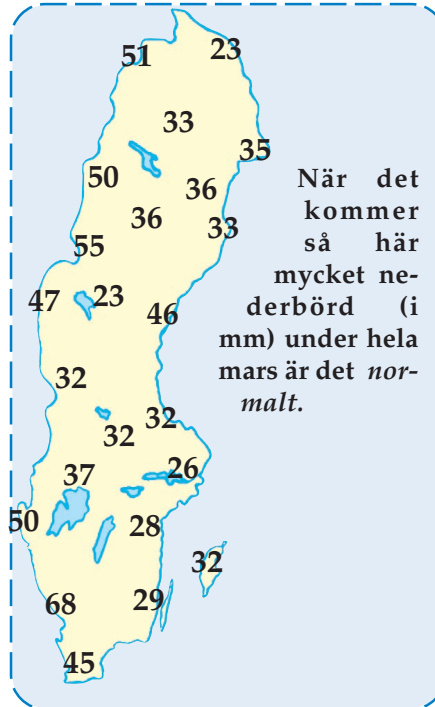 51 23
33
35
50 36
36 33
55
47 23
46
32
32
32
37 26
50 28
32
68 29
45
När det
kommer
så här
mycket ne-
derbörd (i
mm) under hela
mars är det nor-
malt.